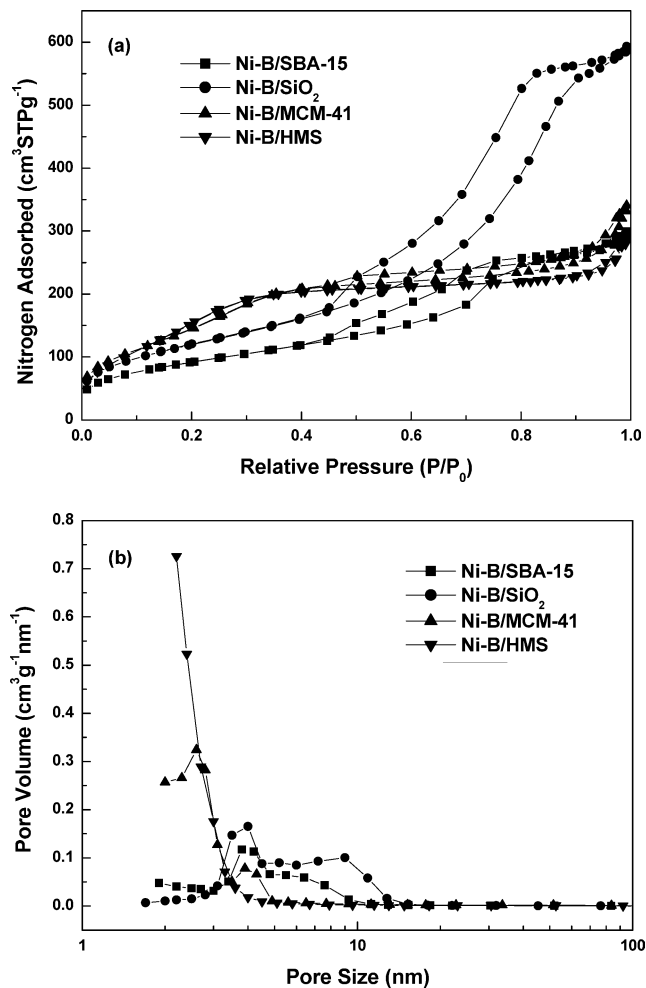 (a)
Ni-B/SBA-15
Ni-B/SiO2
Ni-B/MCM-41
Ni-B/HMS
Nitrogen Adsorbed (cm³STPg⁻¹)
600
500
400
300
200
100
0
0.0 0.2 0.4 0.6 0.8 1.0
Relative Pressure (P/P0)
(b)
Ni-B/SBA-15
Ni-B/SiO2
Ni-B/MCM-41
Ni-B/HMS
Pore Volume (cm³g⁻¹nm⁻¹)
0.8
0.7
0.6
0.5
0.4
0.3
0.2
0.1
0.0
1 10 100
Pore Size (nm)